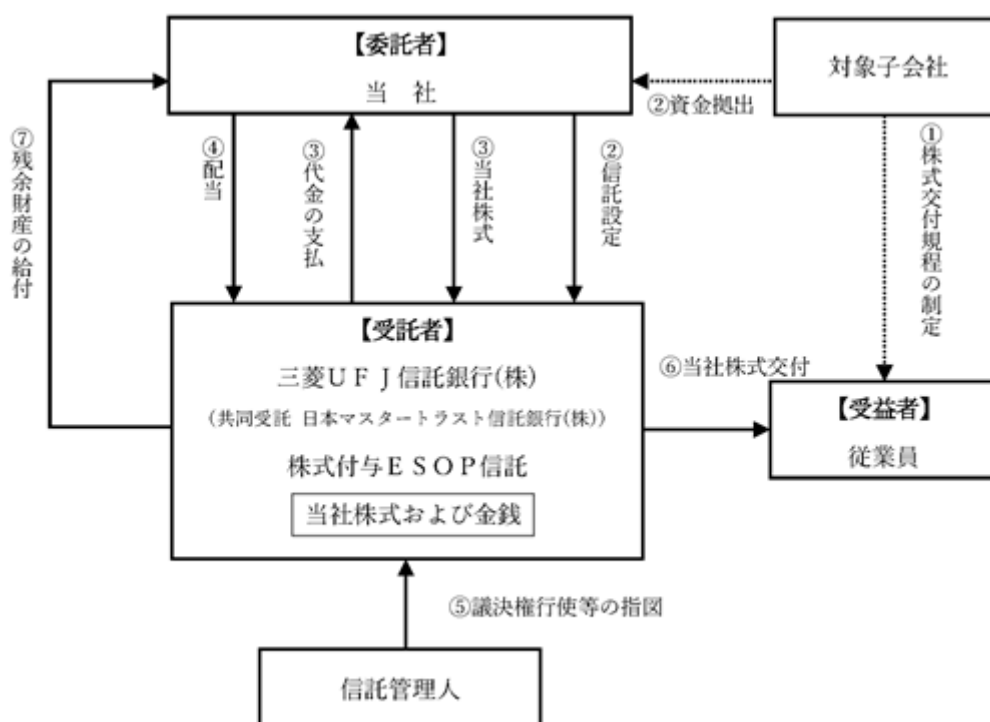 【委託者】
当　社
対象子会社
②資金拠出
①株式交付規程の制定
⑦残余財産の給付
④配当
③代金の支払
③当社株式
②信託設定
【受託者】
三菱ＵＦＪ信託銀行(株)
(共同受託 日本マスタートラスト信託銀行(株))
株式付与ＥＳＯＰ信託
当社株式および金銭
⑥当社株式交付
【受益者】
従業員
⑤議決権行使等の指図
信託管理人